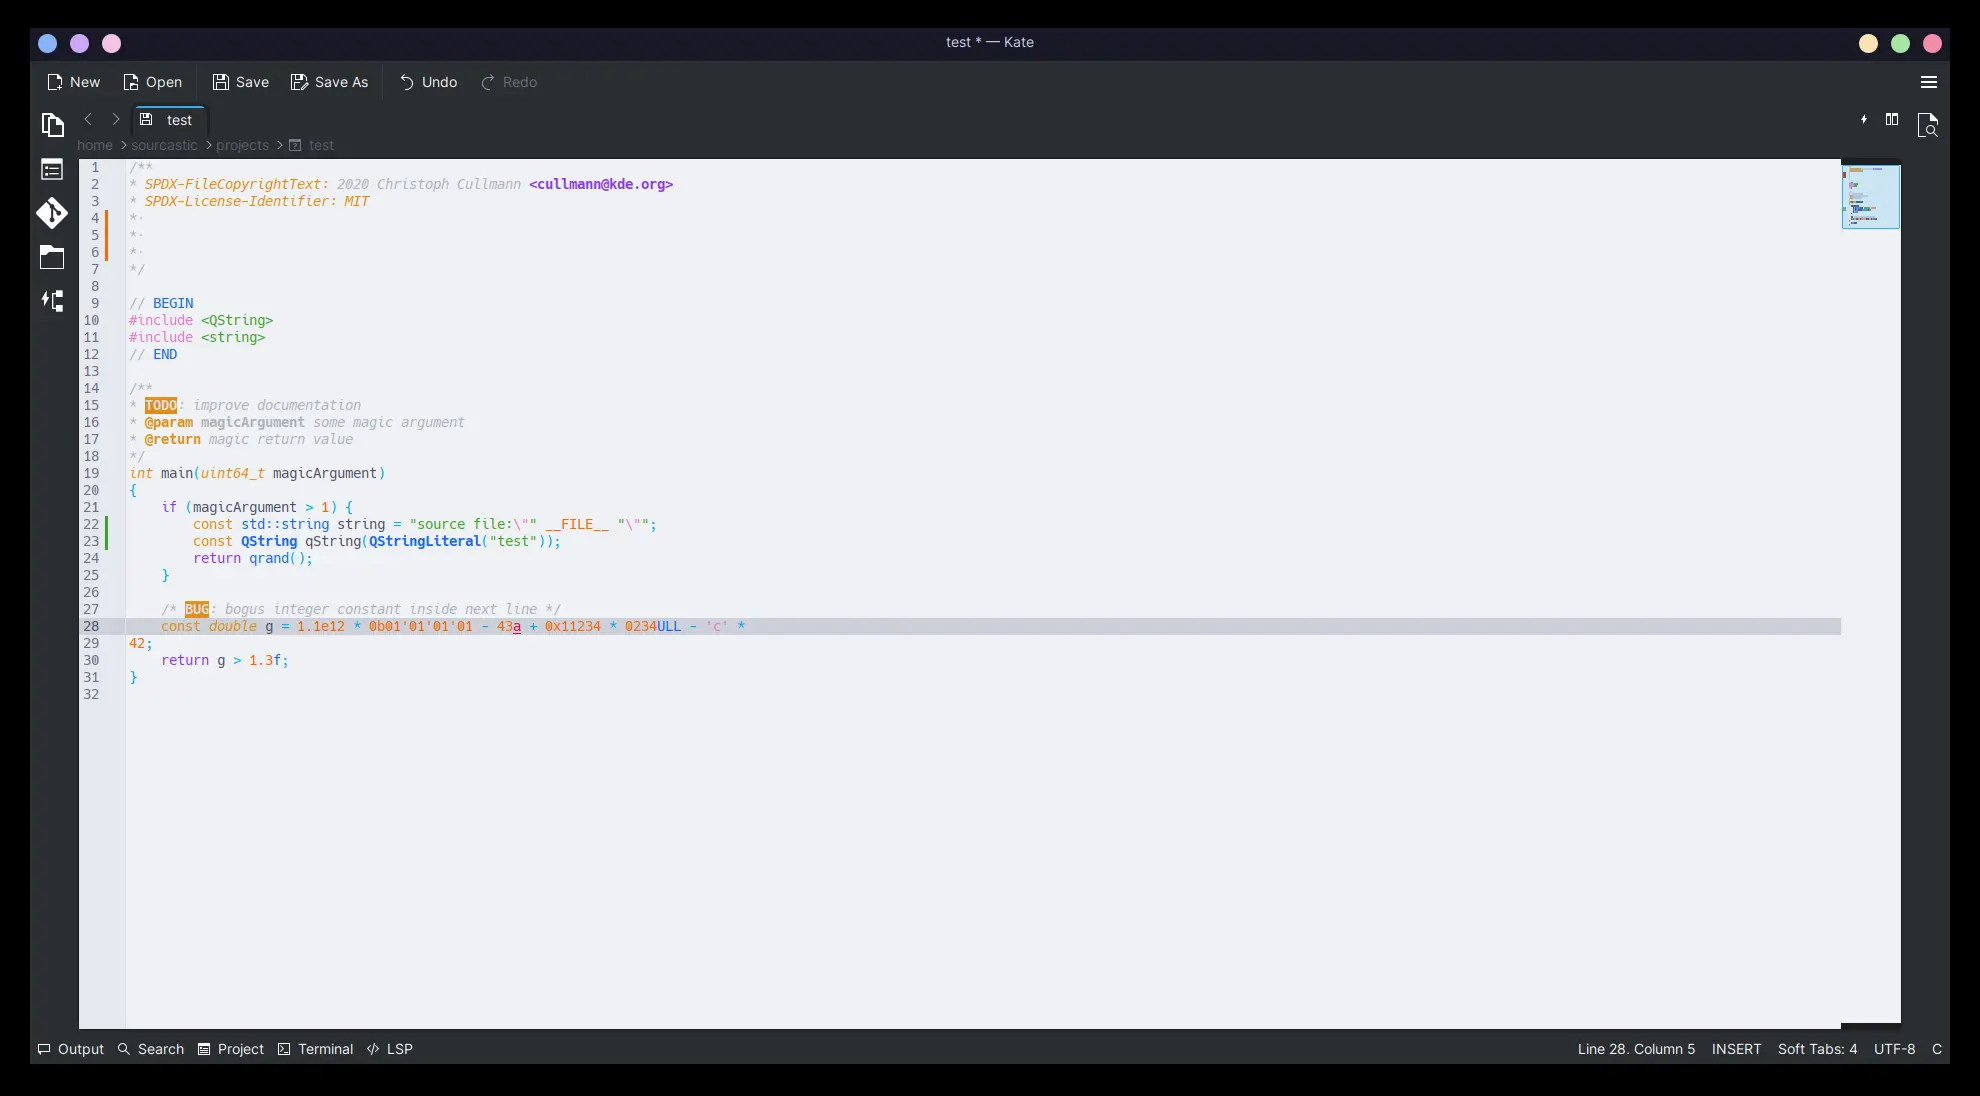 test * — Kate
New Open Save Save As Undo Redo
test
home > sourcastic > projects > test
1 /**
2 * SPDX-FileCopyrightText: 2020 Christoph Cullmann <cullmann@kde.org>
3 * SPDX-License-Identifier: MIT
4 *
5 *
6 *
7 */
8
9 // BEGIN
10 #include <QString>
11 #include <string>
12 // END
13
14 /**
15 * TODO: improve documentation
16 * @param magicArgument some magic argument
17 * @return magic return value
18 */
19 int main(uint64_t magicArgument)
20 {
21     if (magicArgument > 1) {
22         const std::string string = "source file:\"" __FILE__ "\"";
23         const QString qString(QStringLiteral("test"));
24         return qrand();
25     }
26
27     /* BUG: bogus integer constant inside next line */
28     const double g = 1.1e12 * 0b01'01'01'01 - 43a + 0x11234 * 0234ULL - 'c' *
29 42;
30     return g > 1.3f;
31 }
32
Output Search Project Terminal LSP Line 28. Column 5 INSERT Soft Tabs: 4 UTF-8 C